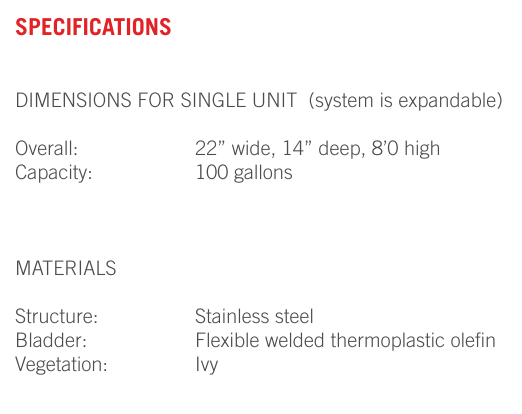 SPECIFICATIONS
DIMENSIONS FOR SINGLE UNIT (system is expandable)
Overall: 22” wide, 14” deep, 8’0 high
Capacity: 100 gallons
MATERIALS
Structure: Stainless steel
Bladder: Flexible welded thermoplastic olefin
Vegetation: Ivy